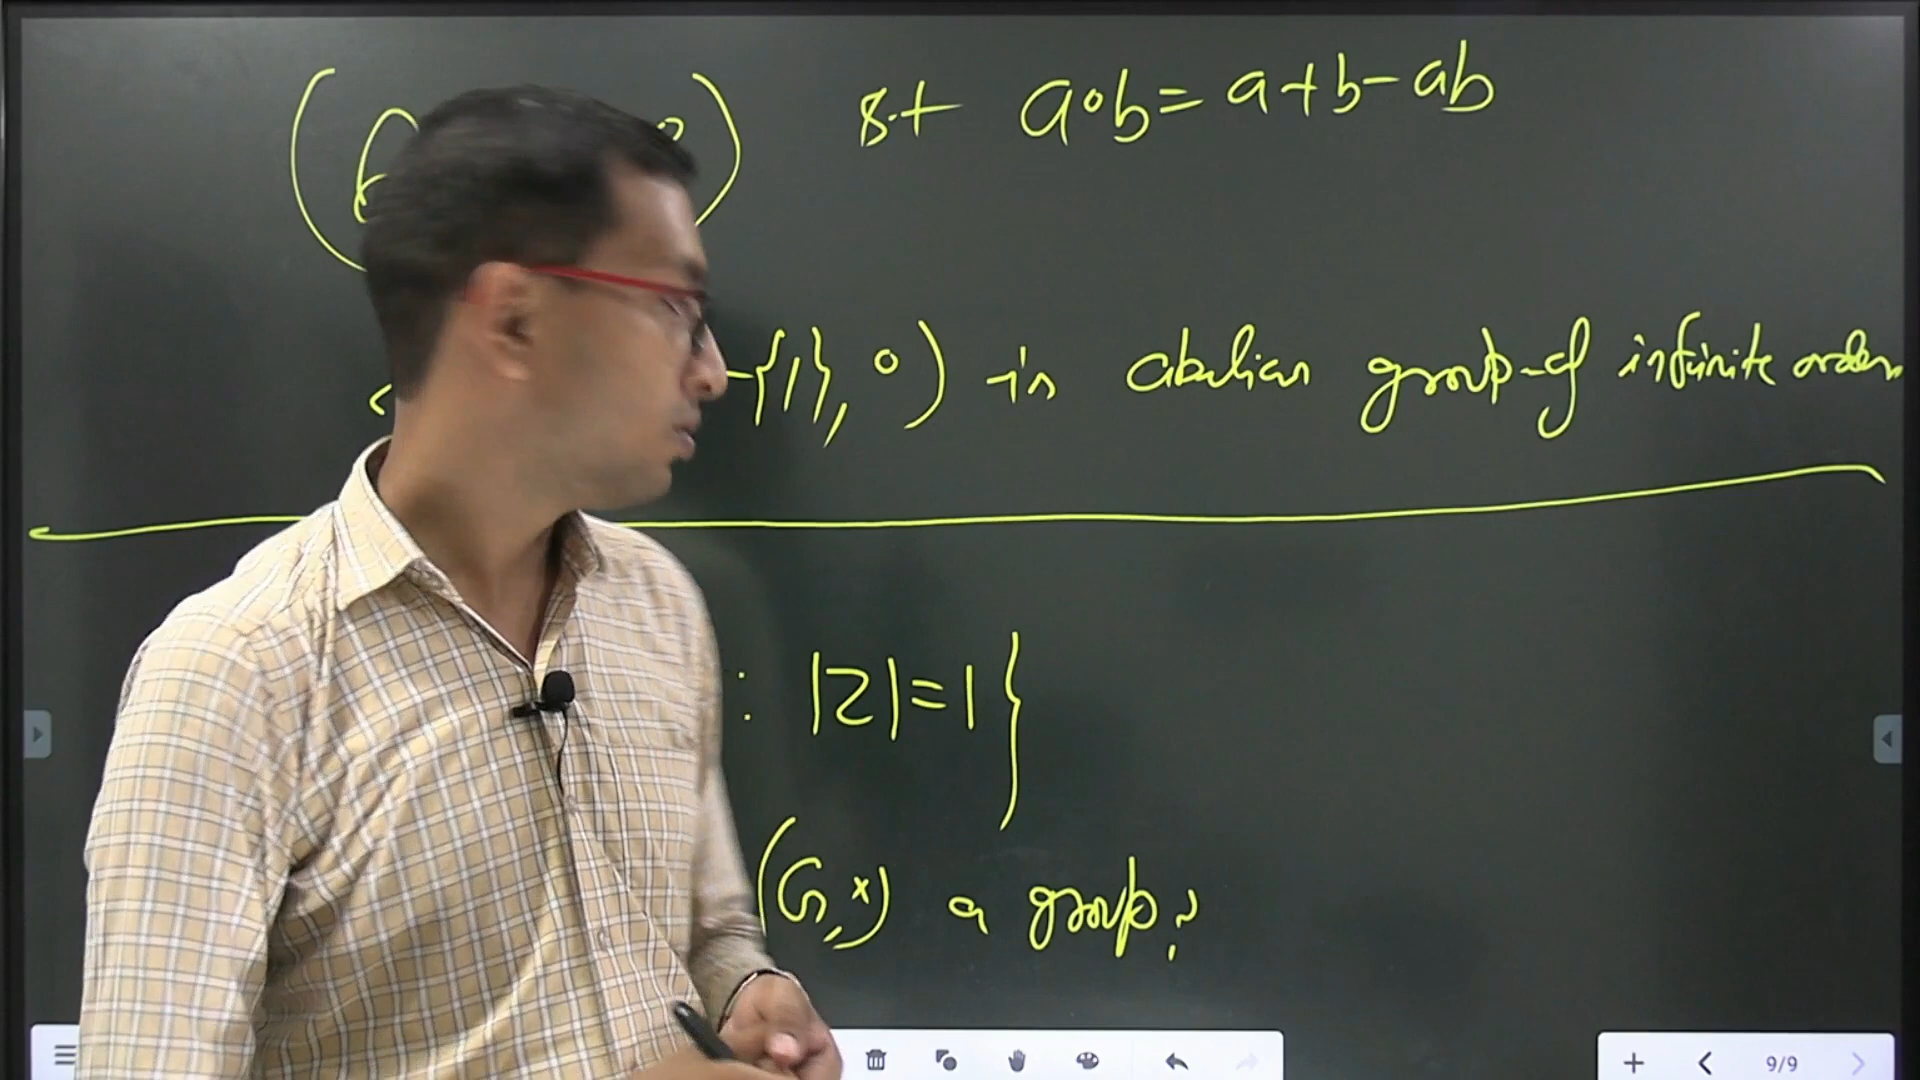 s.t a∘b = a+b-ab
-{1}, ∘) is abelian group of infinite order
: |z|=1}
(G, ×) a group?
9/9